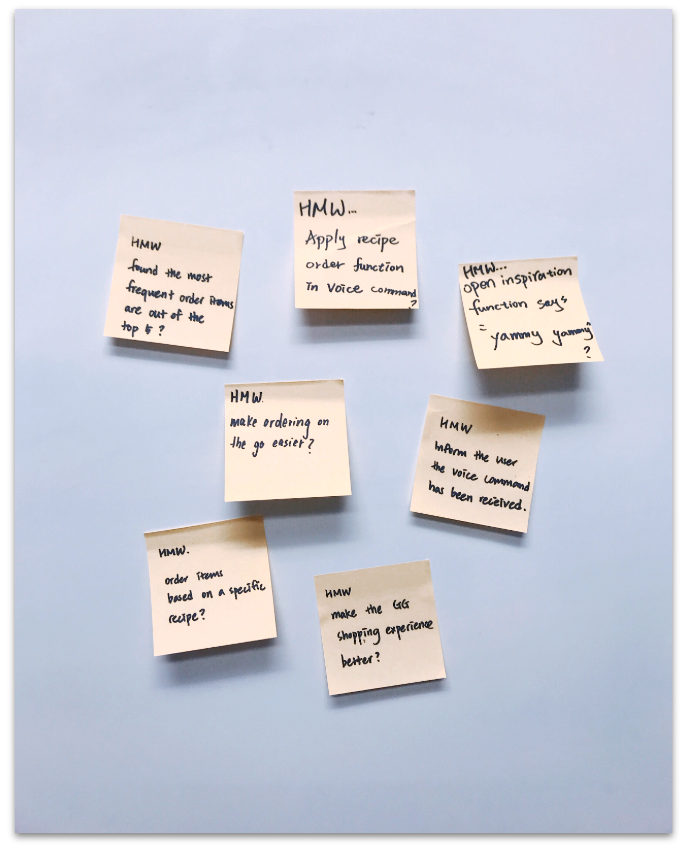 HMW
found the most
frequent order items
are out of the
top 5?
HMW...
Apply recipe
order function
in Voice command
?
HMW...
open inspiration
function says
"yammy yammy"
?
HMW.
make ordering on
the go easier?
HMW
inform the user
the voice command
has been received.
HMW.
order items
based on a specific
recipe?
HMW
make the GG
shopping experience
better?